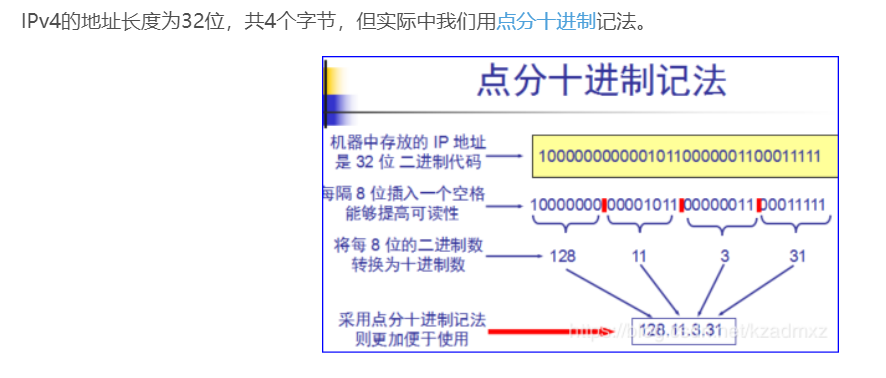 IPv4的地址长度为32位，共4个字节，但实际中我们用点分十进制记法。
点分十进制记法
机器中存放的 IP 地址
是 32 位 二进制代码
10000000000010110000001100011111
每隔 8 位插入一个空格
能够提高可读性
10000000 00001011 00000011 00011111
将每 8 位的二进制数
转换为十进制数
128 11 3 31
采用点分十进制记法
则更加便于使用
128.11.3.31